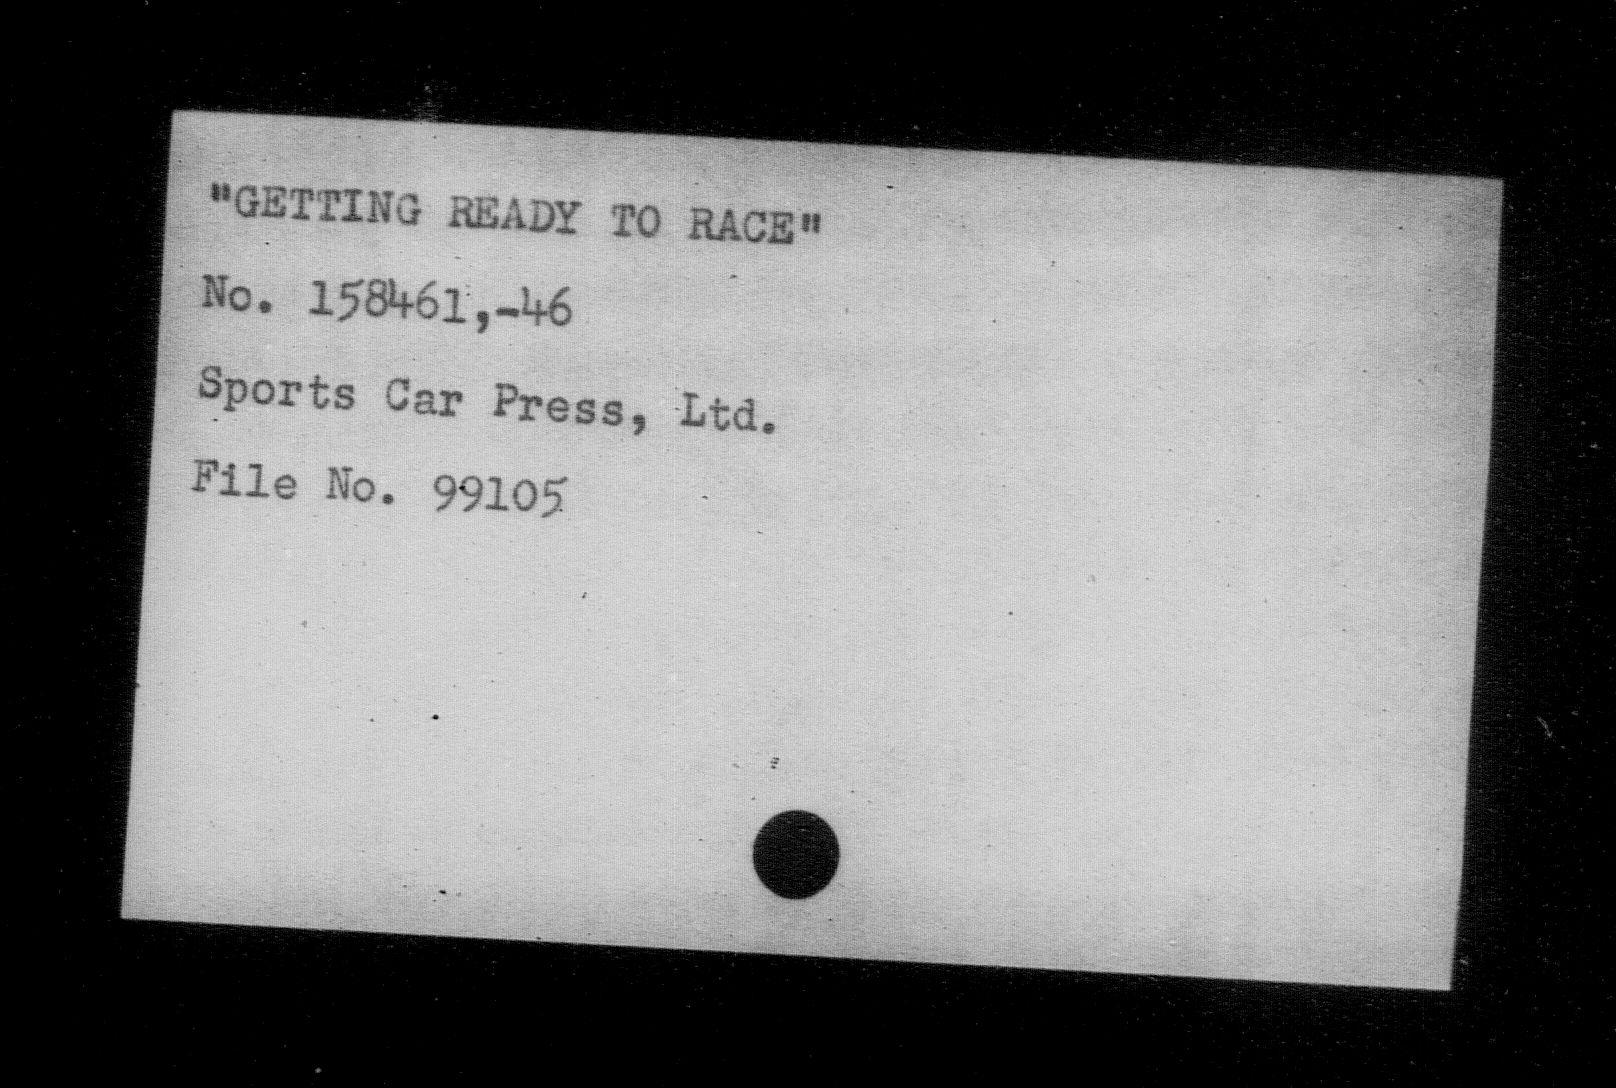 "GETTING READY TO RACE"
No. 158461,-46
Sports Car Press, Ltd.
File No. 99105